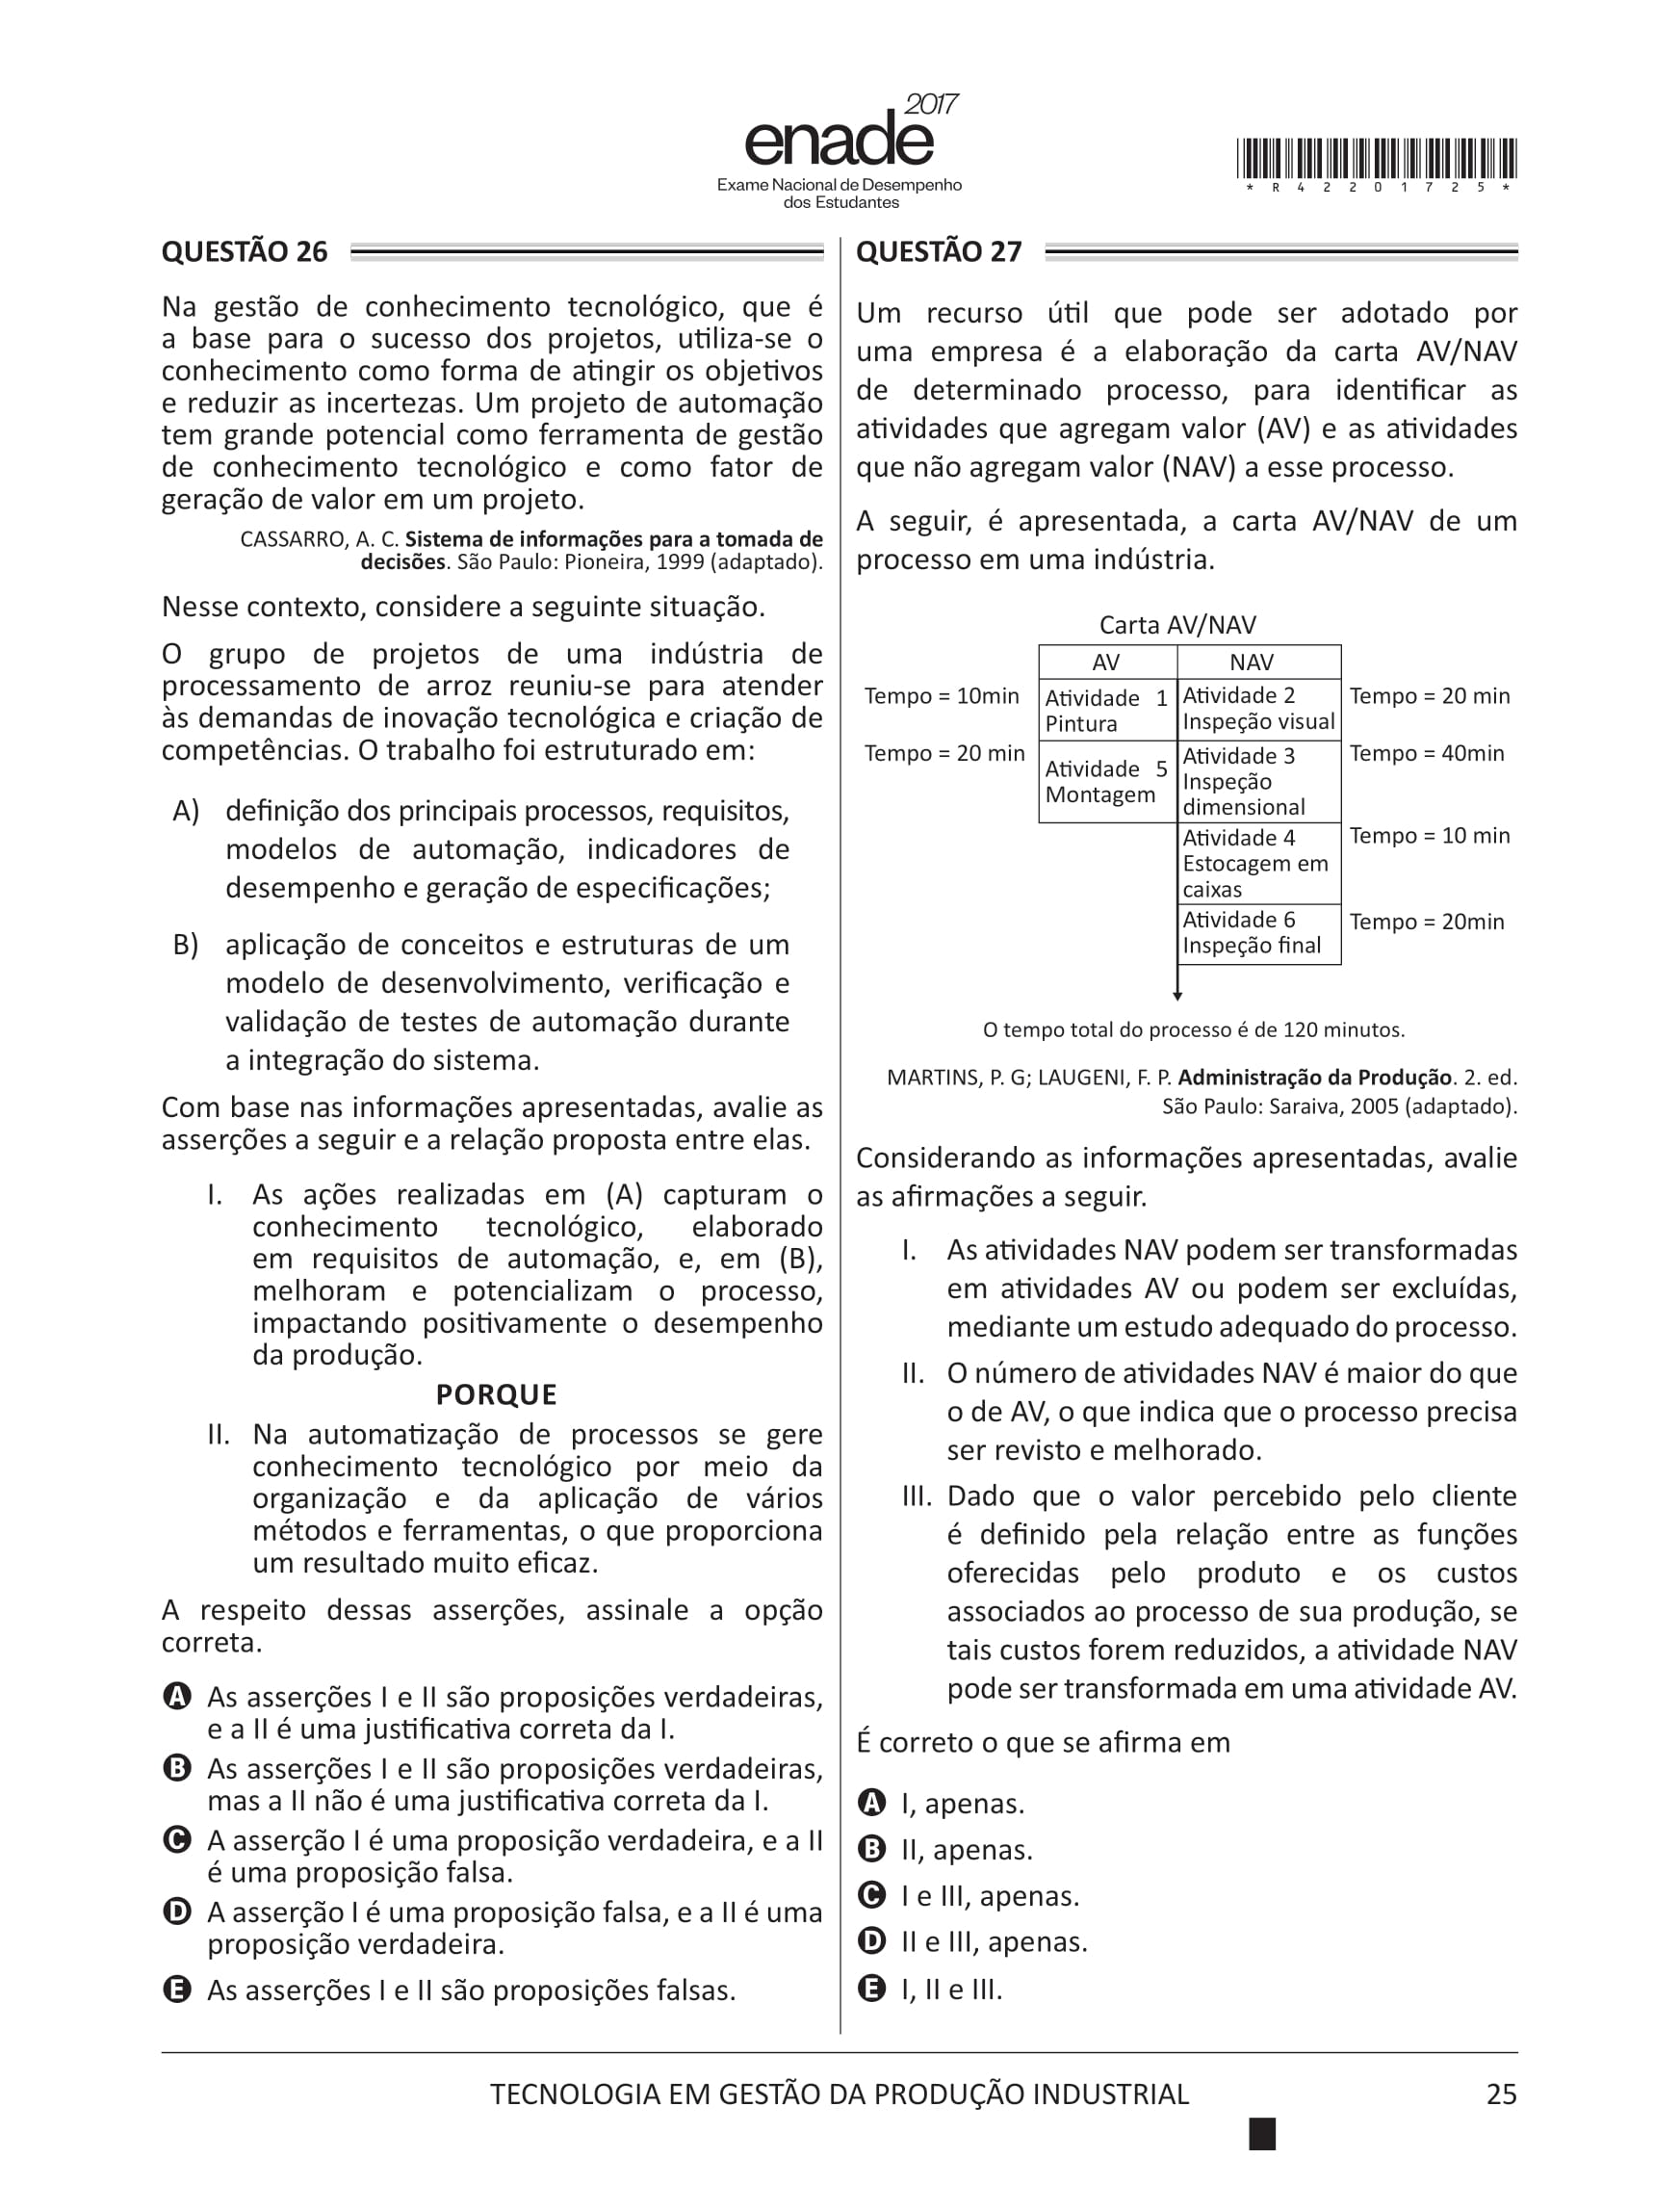 2017
enade
Exame Nacional de Desempenho
dos Estudantes
* R 4 2 2 0 1 7 2 5 *
QUESTÃO 26
Na gestão de conhecimento tecnológico, que é
a base para o sucesso dos projetos, utiliza-se o
conhecimento como forma de atingir os objetivos
e reduzir as incertezas. Um projeto de automação
tem grande potencial como ferramenta de gestão
de conhecimento tecnológico e como fator de
geração de valor em um projeto.
CASSARRO, A. C. Sistema de informações para a tomada de
decisões. São Paulo: Pioneira, 1999 (adaptado).
Nesse contexto, considere a seguinte situação.
O grupo de projetos de uma indústria de
processamento de arroz reuniu-se para atender
às demandas de inovação tecnológica e criação de
competências. O trabalho foi estruturado em:
A) definição dos principais processos, requisitos,
modelos de automação, indicadores de
desempenho e geração de especificações;
B) aplicação de conceitos e estruturas de um
modelo de desenvolvimento, verificação e
validação de testes de automação durante
a integração do sistema.
Com base nas informações apresentadas, avalie as
asserções a seguir e a relação proposta entre elas.
I. As ações realizadas em (A) capturam o
conhecimento tecnológico, elaborado
em requisitos de automação, e, em (B),
melhoram e potencializam o processo,
impactando positivamente o desempenho
da produção.
PORQUE
II. Na automatização de processos se gere
conhecimento tecnológico por meio da
organização e da aplicação de vários
métodos e ferramentas, o que proporciona
um resultado muito eficaz.
A respeito dessas asserções, assinale a opção
correta.
A As asserções I e II são proposições verdadeiras,
e a II é uma justificativa correta da I.
B As asserções I e II são proposições verdadeiras,
mas a II não é uma justificativa correta da I.
C A asserção I é uma proposição verdadeira, e a II
é uma proposição falsa.
D A asserção I é uma proposição falsa, e a II é uma
proposição verdadeira.
E As asserções I e II são proposições falsas.
QUESTÃO 27
Um recurso útil que pode ser adotado por
uma empresa é a elaboração da carta AV/NAV
de determinado processo, para identificar as
atividades que agregam valor (AV) e as atividades
que não agregam valor (NAV) a esse processo.
A seguir, é apresentada, a carta AV/NAV de um
processo em uma indústria.
Carta AV/NAV
AV NAV
Tempo = 10min Atividade 1 Atividade 2 Tempo = 20 min
Pintura Inspeção visual
Tempo = 20 min Atividade 5 Atividade 3 Tempo = 40min
Montagem Inspeção
dimensional
Atividade 4 Tempo = 10 min
Estocagem em
caixas
Atividade 6 Tempo = 20min
Inspeção final
O tempo total do processo é de 120 minutos.
MARTINS, P. G; LAUGENI, F. P. Administração da Produção. 2. ed.
São Paulo: Saraiva, 2005 (adaptado).
Considerando as informações apresentadas, avalie
as afirmações a seguir.
I. As atividades NAV podem ser transformadas
em atividades AV ou podem ser excluídas,
mediante um estudo adequado do processo.
II. O número de atividades NAV é maior do que
o de AV, o que indica que o processo precisa
ser revisto e melhorado.
III. Dado que o valor percebido pelo cliente
é definido pela relação entre as funções
oferecidas pelo produto e os custos
associados ao processo de sua produção, se
tais custos forem reduzidos, a atividade NAV
pode ser transformada em uma atividade AV.
É correto o que se afirma em
A I, apenas.
B II, apenas.
C I e III, apenas.
D II e III, apenas.
E I, II e III.
TECNOLOGIA EM GESTÃO DA PRODUÇÃO INDUSTRIAL 25